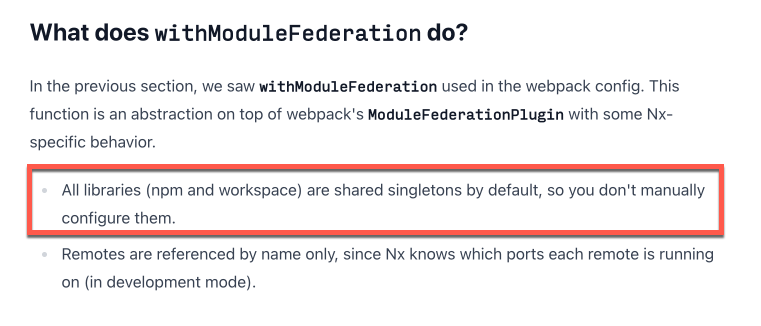 What does withModuleFederation do?
In the previous section, we saw withModuleFederation used in the webpack config. This
function is an abstraction on top of webpack's ModuleFederationPlugin with some Nx-
specific behavior.
All libraries (npm and workspace) are shared singletons by default, so you don't manually
configure them.
Remotes are referenced by name only, since Nx knows which ports each remote is running
on (in development mode).